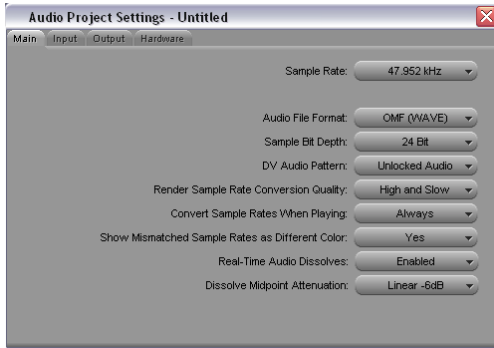 Audio Project Settings - Untitled
Main Input Output Hardware
Sample Rate: 47.952 kHz
Audio File Format: OMF (WAVE)
Sample Bit Depth: 24 Bit
DV Audio Pattern: Unlocked Audio
Render Sample Rate Conversion Quality: High and Slow
Convert Sample Rates When Playing: Always
Show Mismatched Sample Rates as Different Color: Yes
Real-Time Audio Dissolves: Enabled
Dissolve Midpoint Attenuation: Linear -6dB